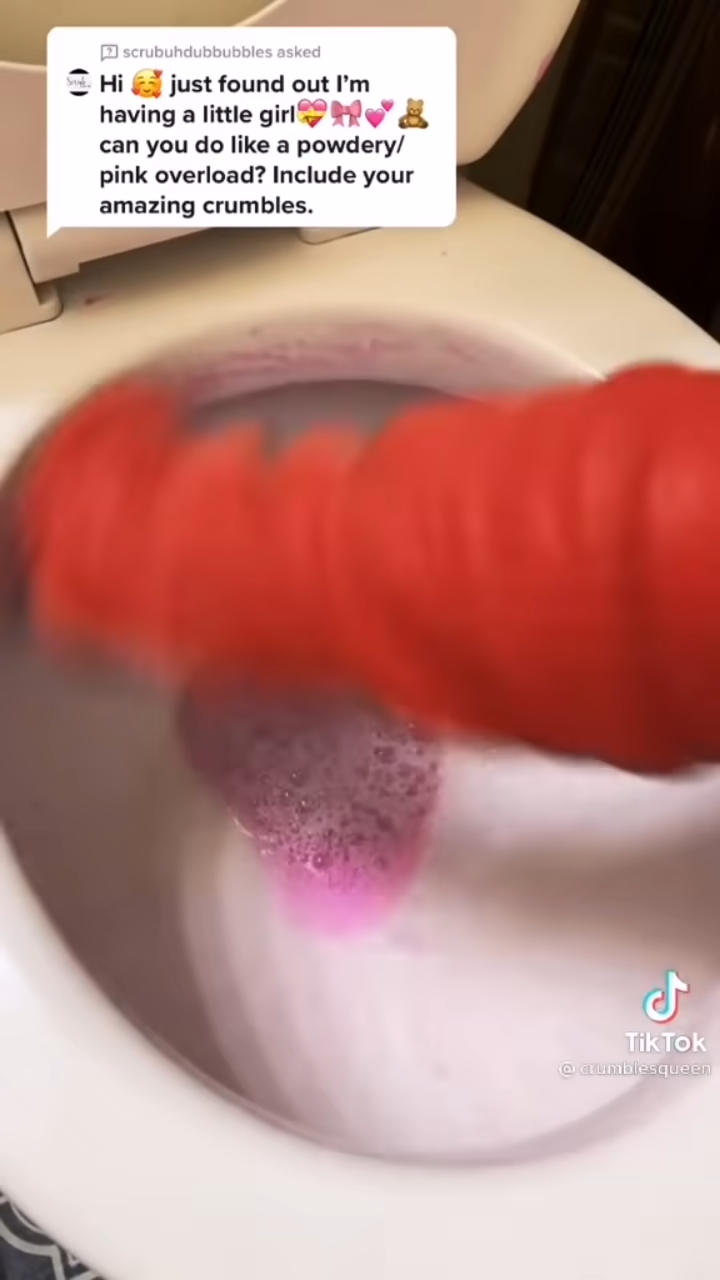 scrubuhdubbubbles asked
Hi 🥰 just found out I'm
having a little girl💝🎀💕🧸
can you do like a powdery/
pink overload? Include your
amazing crumbles.
TikTok
@crumblesqueen